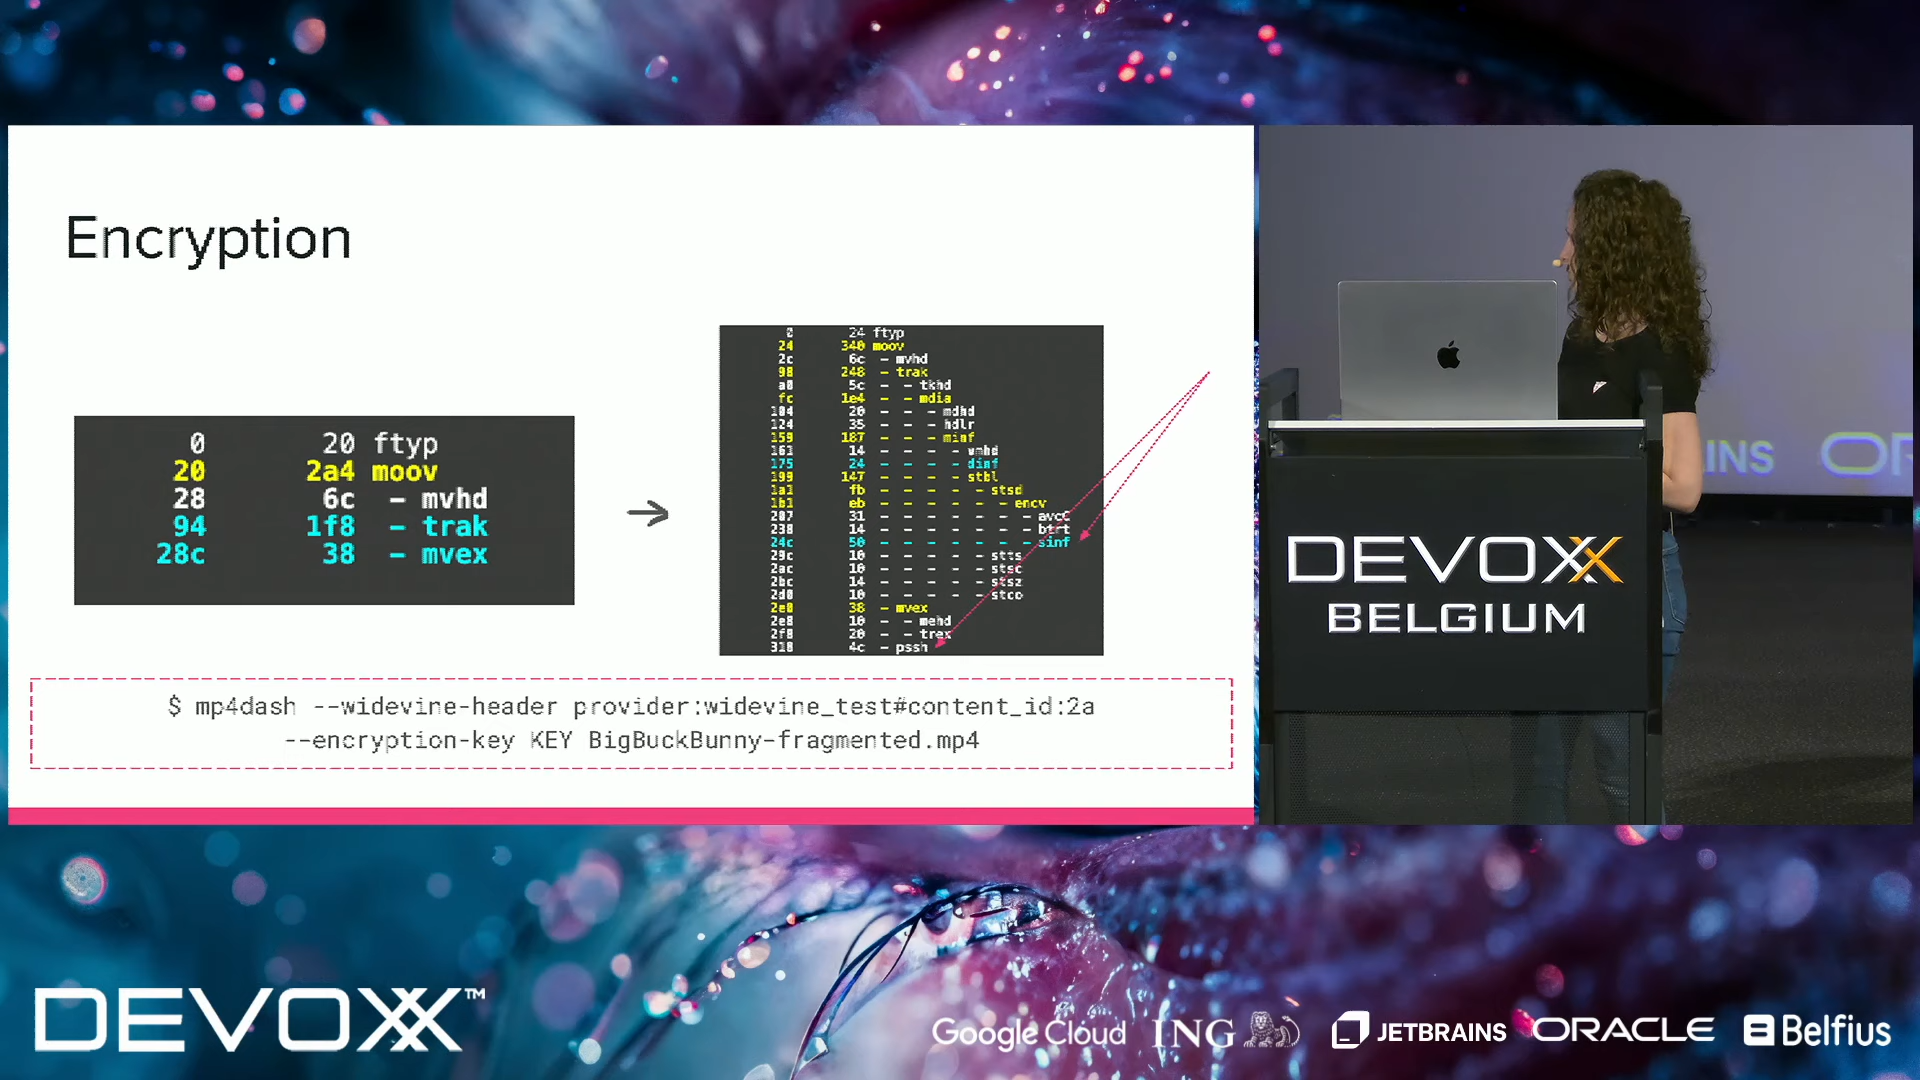 Encryption
0 20 ftyp
20 2a4 moov
28 6c - mvhd
94 1f8 - trak
28c 38 - mvex
0 24 ftyp
24 340 moov
2c 6c - mvhd
98 248 - trak
a0 5c - - tkhd
fc 1e4 - - mdia
104 20 - - - mdhd
124 35 - - - hdlr
159 187 - - - minf
161 14 - - - - vmhd
175 24 - - - - dinf
199 147 - - - - stbl
1a1 fb - - - - - stsd
1b1 eb - - - - - - encv
207 31 - - - - - - - avcC
238 14 - - - - - - - btrt
24c 50 - - - - - - - sinf
29c 10 - - - - - stts
2ac 10 - - - - - stsc
2bc 14 - - - - - stsz
2d0 10 - - - - - stco
2e0 38 - mvex
2e8 10 - - mehd
2f8 20 - - trex
318 4c - pssh
$ mp4dash --widevine-header provider:widevine_test#content_id:2a
--encryption-key KEY BigBuckBunny-fragmented.mp4
INS OR
DEVOXX
BELGIUM
DEVOXX™
Google Cloud ING JETBRAINS ORACLE Belfius